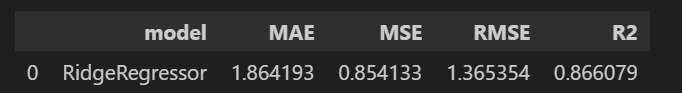 model MAE MSE RMSE R2
0 RidgeRegressor 1.864193 0.854133 1.365354 0.866079